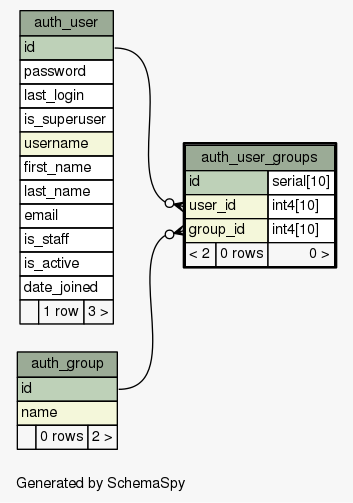 auth_user
id
password
last_login
is_superuser
username
first_name
last_name
email
is_staff
is_active
date_joined
1 row 3 >
auth_user_groups
id serial[10]
user_id int4[10]
group_id int4[10]
< 2 0 rows 0 >
auth_group
id
name
0 rows 2 >
Generated by SchemaSpy